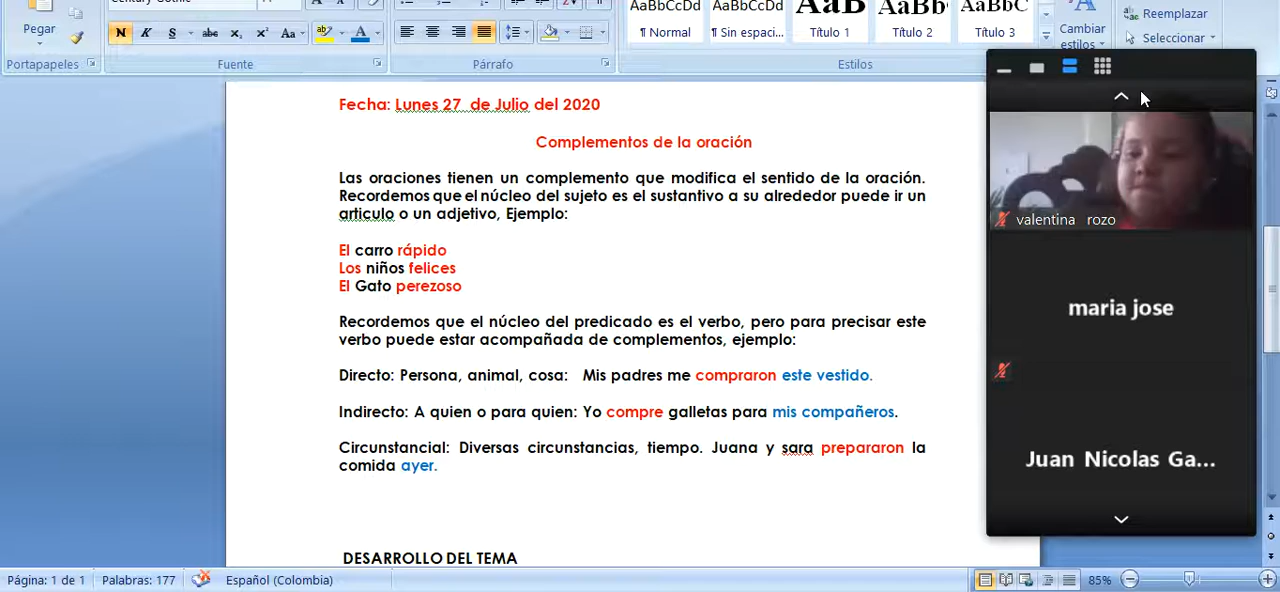 Pegar
N K S abc x₂ x² Aa
AaBbCcDd AaBbCcDd AaB AaBb AaBbC
¶ Normal ¶ Sin espaci... Título 1 Título 2 Título 3
Cambiar
estilos
Reemplazar
Seleccionar
Portapapeles Fuente Párrafo Estilos
Fecha: Lunes 27 de Julio del 2020
Complementos de la oración
Las oraciones tienen un complemento que modifica el sentido de la oración.
Recordemos que el núcleo del sujeto es el sustantivo a su alrededor puede ir un
articulo o un adjetivo, Ejemplo:
El carro rápido
Los niños felices
El Gato perezoso
Recordemos que el núcleo del predicado es el verbo, pero para precisar este
verbo puede estar acompañada de complementos, ejemplo:
Directo: Persona, animal, cosa: Mis padres me compraron este vestido.
Indirecto: A quien o para quien: Yo compre galletas para mis compañeros.
Circunstancial: Diversas circunstancias, tiempo. Juana y sara prepararon la
comida ayer.
DESARROLLO DEL TEMA
valentina rozo
maria jose
Juan Nicolas Ga...
Página: 1 de 1 Palabras: 177 Español (Colombia) 85%